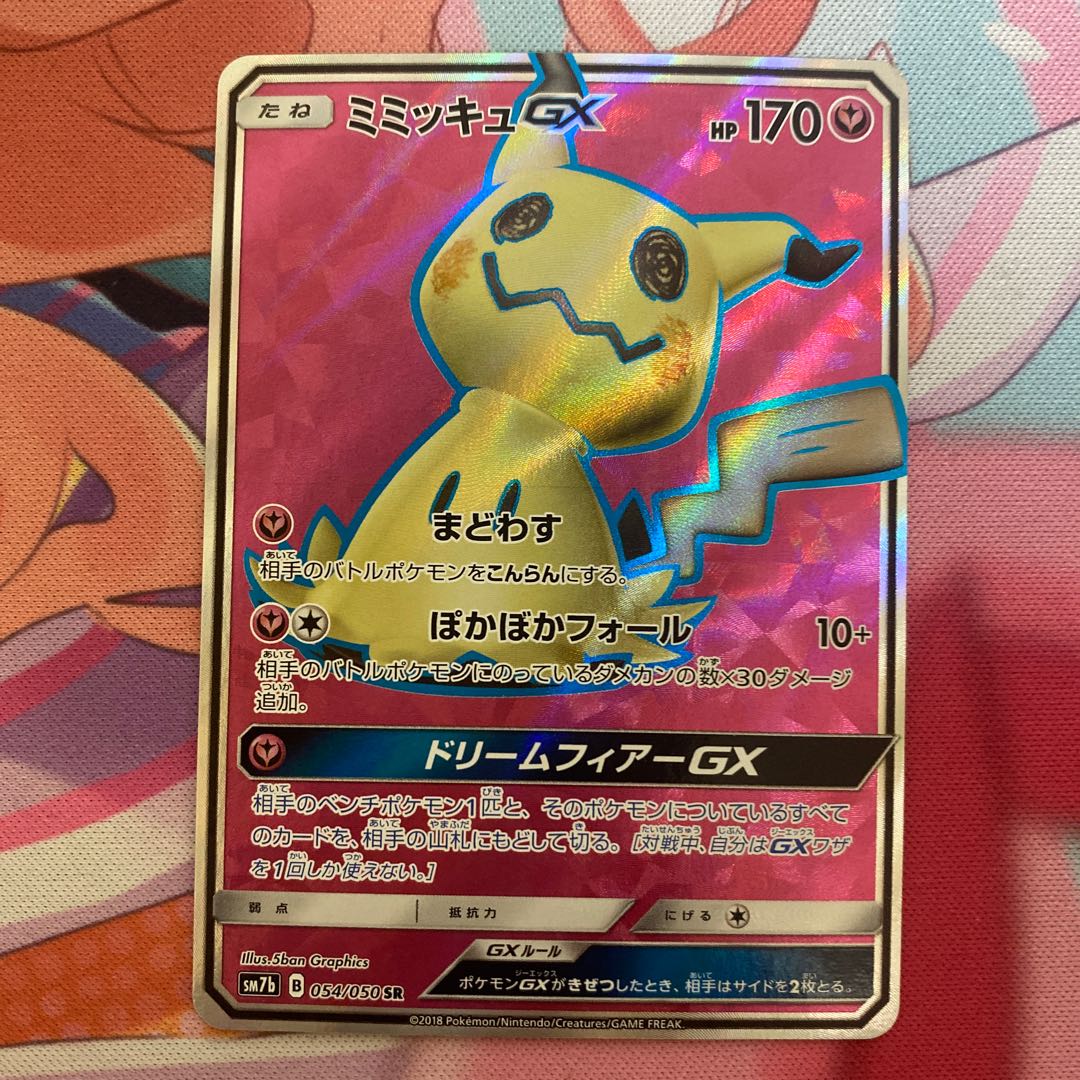 たね ミミッキュGX HP 170
まどわす
相手のバトルポケモンをこんらんにする。
ぽかぼかフォール 10+
相手のバトルポケモンにのっているダメカンの数×30ダメージ
追加。
ドリームフィアーGX
相手のベンチポケモン1匹と、そのポケモンについているすべて
のカードを、相手の山札にもどして切る。[対戦中、自分はGXワザ
を1回しか使えない。]
弱点 抵抗力 にげる
Illus.5ban Graphics
GXルール
ポケモンGXがきぜつしたとき、相手はサイドを2枚とる。
sm7b B 054/050 SR
©2018 Pokémon/Nintendo/Creatures/GAME FREAK.